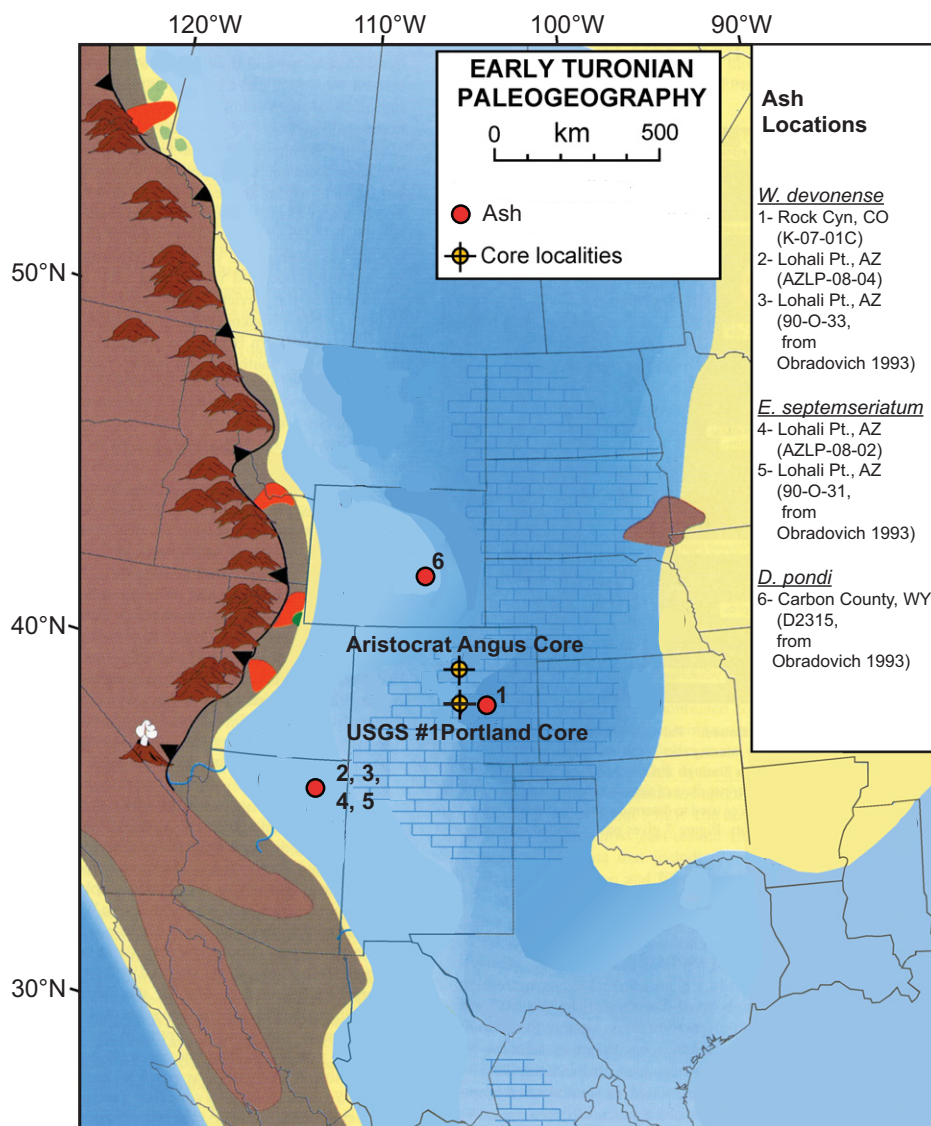 120°W
110°W
100°W
90°W
EARLY TURONIAN
PALEOGEOGRAPHY
0 km 500
Ash
Core localities
Ash
Locations
W. devonense
1- Rock Cyn, CO
(K-07-01C)
2- Lohali Pt., AZ
(AZLP-08-04)
3- Lohali Pt., AZ
(90-O-33,
from
Obradovich 1993)
E. septemseriatum
4- Lohali Pt., AZ
(AZLP-08-02)
5- Lohali Pt., AZ
(90-O-31,
from
Obradovich 1993)
D. pondi
6- Carbon County, WY
(D2315,
from
Obradovich 1993)
50°N
40°N
30°N
6
Aristocrat Angus Core
1
USGS #1Portland Core
2, 3,
4, 5